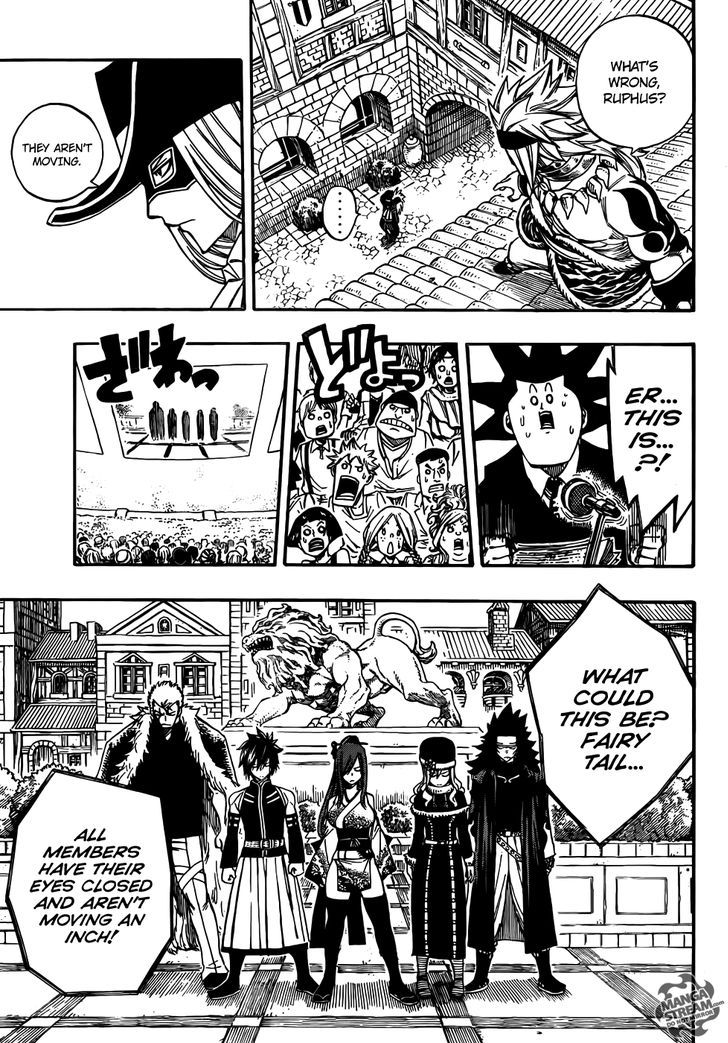 WHAT'S
WRONG,
RUPHUS?
......
THEY AREN'T
MOVING.
ER...
THIS
IS...
?!
どよっ
ざわっ
WHAT
COULD
THIS BE?
FAIRY
TAIL...
ALL
MEMBERS
HAVE THEIR
EYES CLOSED
AND AREN'T
MOVING AN
INCH!
MANGA
STREAM.com